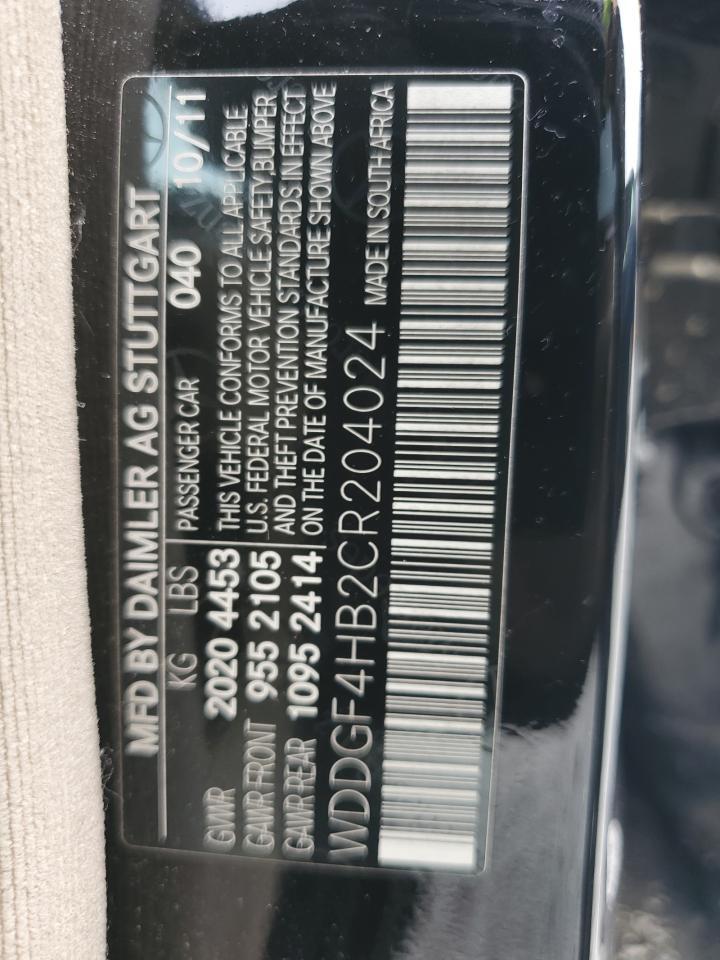 MFD BY DAIMLER AG STUTTGART
KG LBS PASSENGER CAR 040 10/11
GWR 2020 4453 THIS VEHICLE CONFORMS TO ALL APPLICABLE
GAWR FRONT 955 2105 U.S. FEDERAL MOTOR VEHICLE SAFETY,BUMPER
GAWR REAR 1095 2414 AND THEFT PREVENTION STANDARDS IN EFFECT
ON THE DATE OF MANUFACTURE SHOWN ABOVE
WDDGF4HB2CR204024 MADE IN SOUTH AFRICA